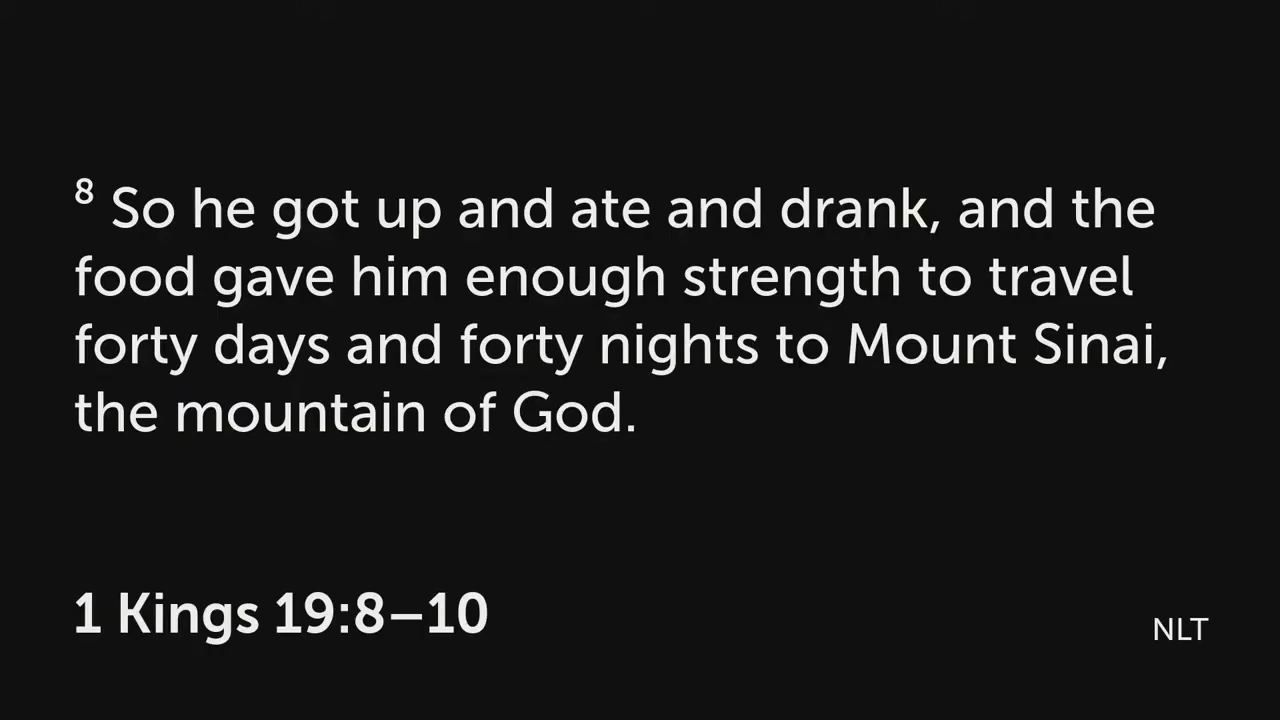 8 So he got up and ate and drank, and the
food gave him enough strength to travel
forty days and forty nights to Mount Sinai,
the mountain of God.
1 Kings 19:8–10
NLT